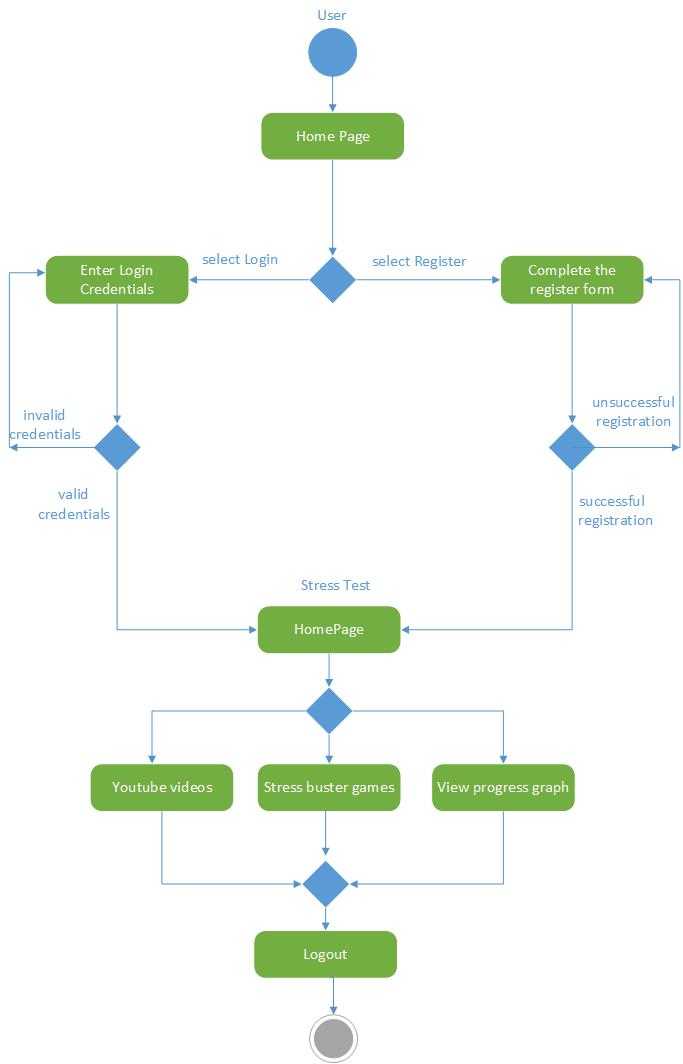 User
Home Page
select Login
select Register
Enter Login
Credentials
Complete the
register form
invalid
credentials
unsuccessful
registration
valid
credentials
successful
registration
Stress Test
HomePage
Youtube videos
Stress buster games
View progress graph
Logout